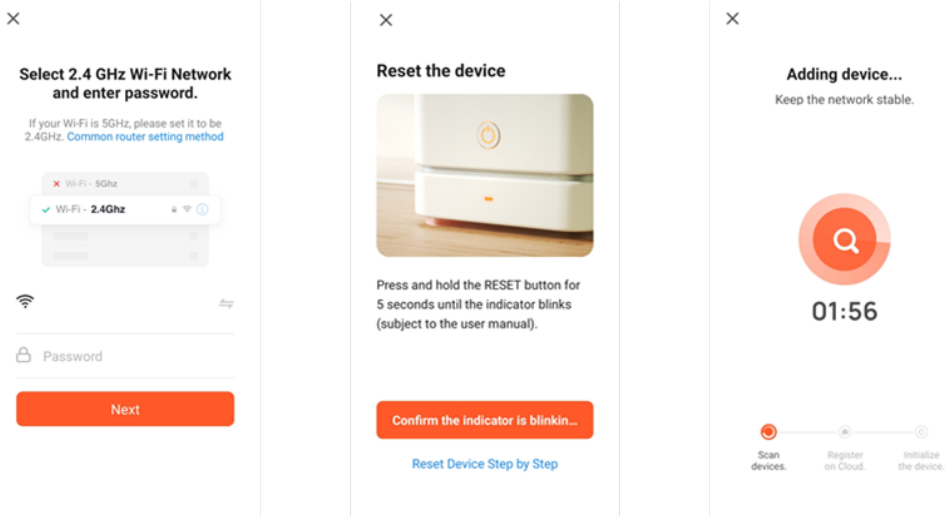 Select 2.4 GHz Wi-Fi Network
and enter password.
If your Wi-Fi is 5GHz, please set it to be
2.4GHz. Common router setting method
Wi-Fi - 5Ghz
Wi-Fi - 2.4Ghz
Password
Next
Reset the device
Press and hold the RESET button for
5 seconds until the indicator blinks
(subject to the user manual).
Confirm the indicator is blinkin...
Reset Device Step by Step
Adding device...
Keep the network stable.
01:56
Scan
devices.
Register
on Cloud.
Initialize
the device.